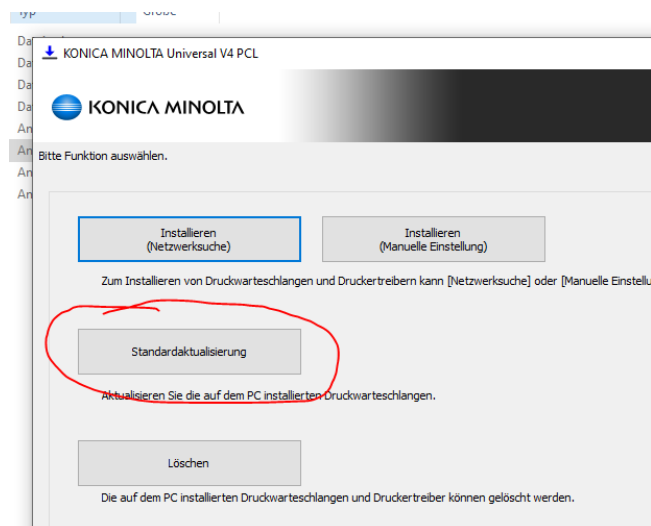 Typ Größe
KONICA MINOLTA Universal V4 PCL
KONICA MINOLTA
Bitte Funktion auswählen.
Installieren
(Netzwerksuche)
Installieren
(Manuelle Einstellung)
Zum Installieren von Druckwarteschlangen und Druckertreibern kann [Netzwerksuche] oder [Manuelle
Standardaktualisierung
Aktualisieren Sie die auf dem PC installierten Druckwarteschlangen.
Löschen
Die auf dem PC installierten Druckwarteschlangen und Druckertreiber können gelöscht werden.